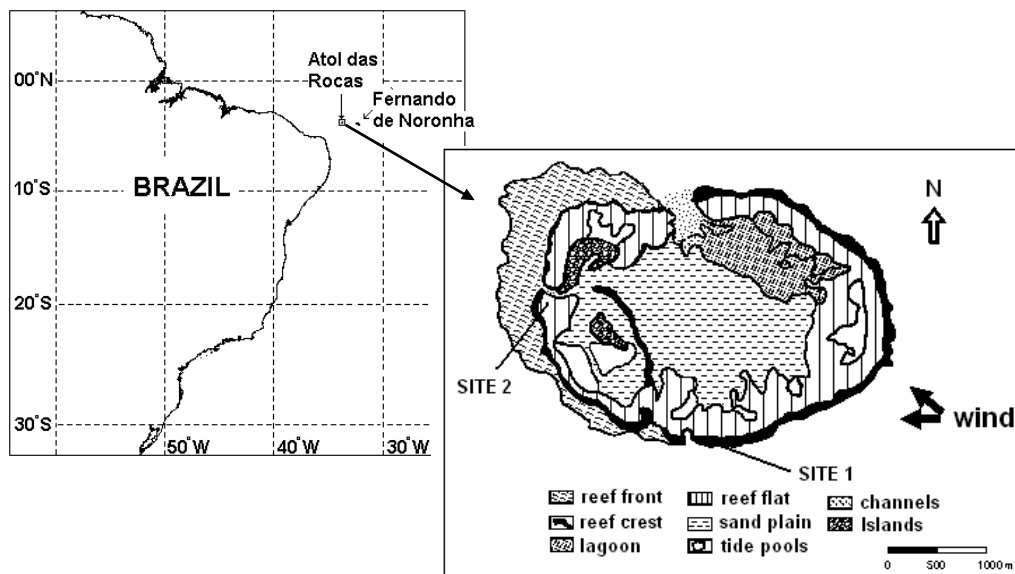 Atol das
Rocas
Fernando
de Noronha
00°N
BRAZIL
10°S
20°S
30°S
50°W
40°W
30°W
N
SITE 2
wind
SITE 1
reef front
reef flat
channels
reef crest
sand plain
Islands
lagoon
tide pools
0 500 1000 m